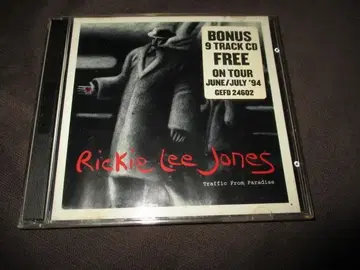 BONUS
9 TRACK CD
FREE
ON TOUR
JUNE/JULY '94
GEFD 24602
Rickie Lee Jones
Traffic From Paradise